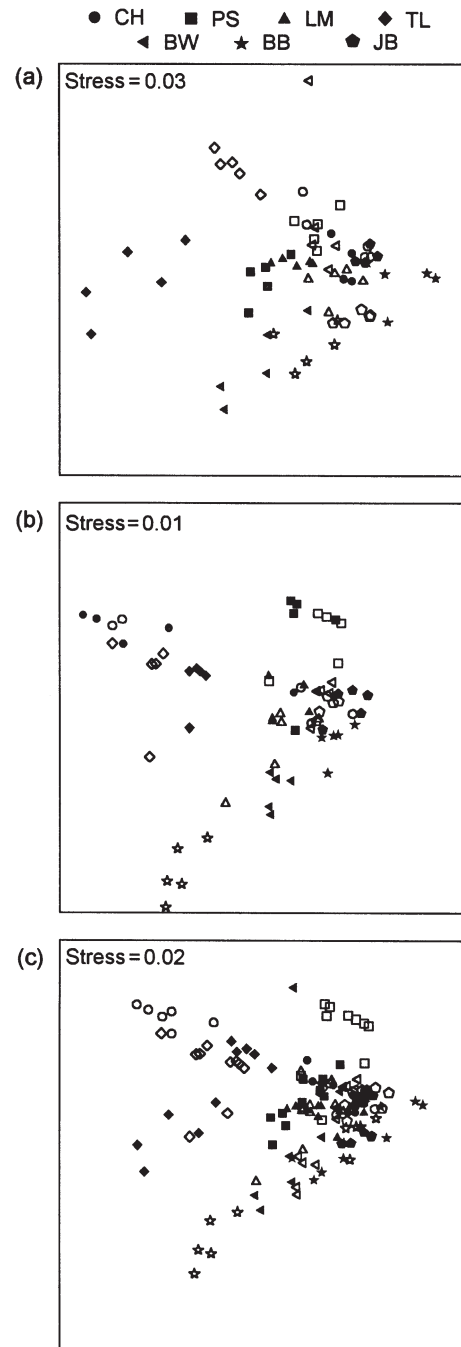 CH PS LM TL
BW BB JB
(a)
Stress=0.03
(b)
Stress=0.01
(c)
Stress=0.02